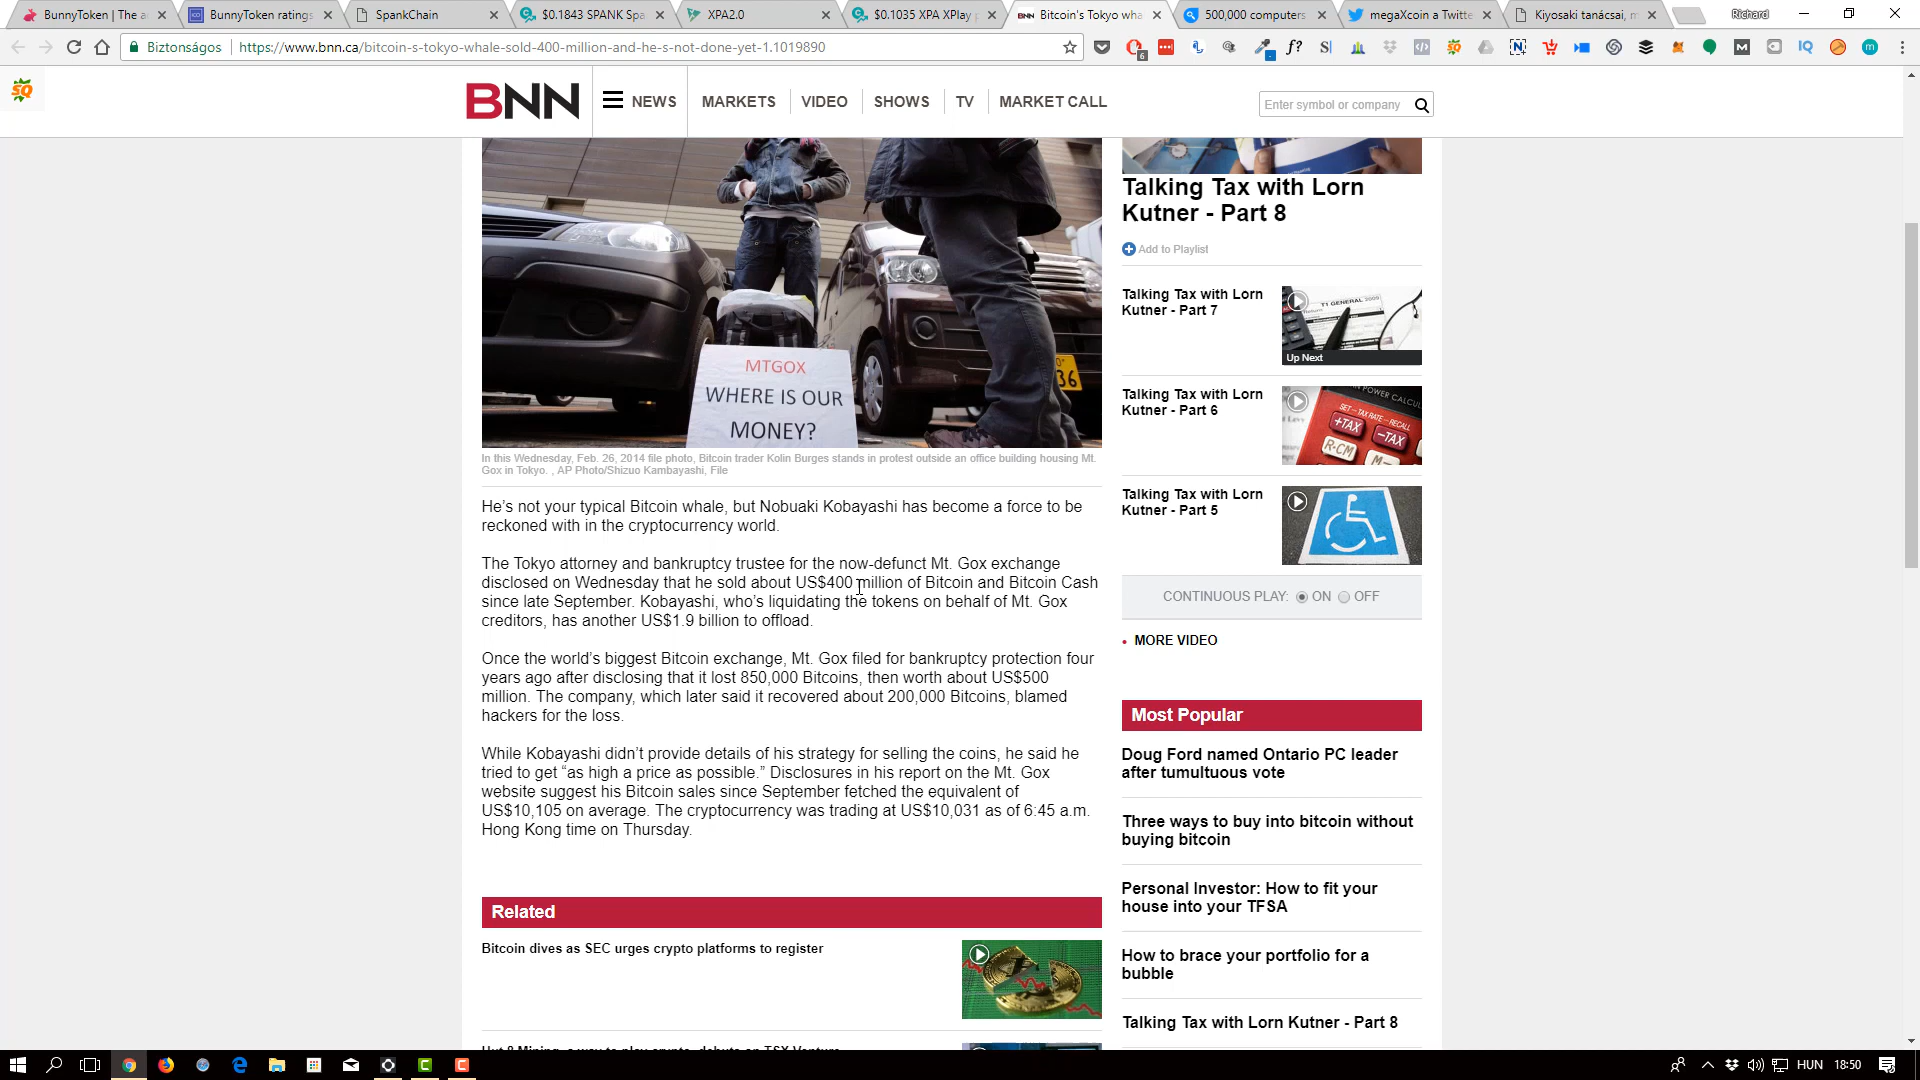 BunnyToken | The a
BunnyToken ratings
SpankChain
$0.1843 SPANK Spa
XPA2.0
$0.1035 XPA XPlay p
BNN
Bitcoin's Tokyo wha
500,000 computers
megaXcoin a Twitte
Kiyosaki tanácsai, m
Richard
Biztonságos
https://www.bnn.ca/bitcoin-s-tokyo-whale-sold-400-million-and-he-s-not-done-yet-1.1019890
6
f?
IQ
BNN
NEWS
MARKETS
VIDEO
SHOWS
TV
MARKET CALL
Enter symbol or company
MTGOX
WHERE IS OUR
MONEY?
36
In this Wednesday, Feb. 26, 2014 file photo, Bitcoin trader Kolin Burges stands in protest outside an office building housing Mt.
Gox in Tokyo. , AP Photo/Shizuo Kambayashi, File
He's not your typical Bitcoin whale, but Nobuaki Kobayashi has become a force to be
reckoned with in the cryptocurrency world.
The Tokyo attorney and bankruptcy trustee for the now-defunct Mt. Gox exchange
disclosed on Wednesday that he sold about US$400 million of Bitcoin and Bitcoin Cash
since late September. Kobayashi, who's liquidating the tokens on behalf of Mt. Gox
creditors, has another US$1.9 billion to offload.
Once the world's biggest Bitcoin exchange, Mt. Gox filed for bankruptcy protection four
years ago after disclosing that it lost 850,000 Bitcoins, then worth about US$500
million. The company, which later said it recovered about 200,000 Bitcoins, blamed
hackers for the loss.
While Kobayashi didn't provide details of his strategy for selling the coins, he said he
tried to get “as high a price as possible.” Disclosures in his report on the Mt. Gox
website suggest his Bitcoin sales since September fetched the equivalent of
US$10,105 on average. The cryptocurrency was trading at US$10,031 as of 6:45 a.m.
Hong Kong time on Thursday.
Related
Bitcoin dives as SEC urges crypto platforms to register
Talking Tax with Lorn
Kutner - Part 8
Add to Playlist
Talking Tax with Lorn
Kutner - Part 7
T1 GENERAL
Up Next
Talking Tax with Lorn
Kutner - Part 6
POWER CALCU
SET --TAX RATE-- RECALL
+TAX
-TAX
R·CM
Talking Tax with Lorn
Kutner - Part 5
CONTINUOUS PLAY:
ON
OFF
MORE VIDEO
Most Popular
Doug Ford named Ontario PC leader
after tumultuous vote
Three ways to buy into bitcoin without
buying bitcoin
Personal Investor: How to fit your
house into your TFSA
How to brace your portfolio for a
bubble
Talking Tax with Lorn Kutner - Part 8
HUN
18:50